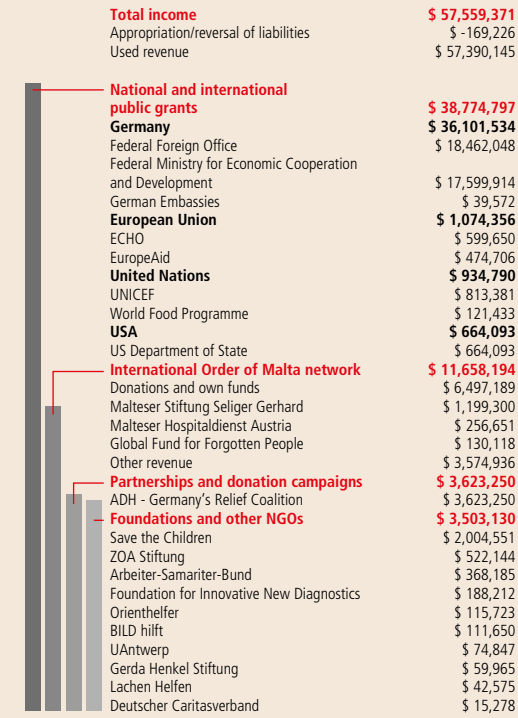 Total income $ 57,559,371
Appropriation/reversal of liabilities $ -169,226
Used revenue $ 57,390,145
National and international
public grants $ 38,774,797
Germany $ 36,101,534
Federal Foreign Office $ 18,462,048
Federal Ministry for Economic Cooperation
and Development $ 17,599,914
German Embassies $ 39,572
European Union $ 1,074,356
ECHO $ 599,650
EuropeAid $ 474,706
United Nations $ 934,790
UNICEF $ 813,381
World Food Programme $ 121,433
USA $ 664,093
US Department of State $ 664,093
International Order of Malta network $ 11,658,194
Donations and own funds $ 6,497,189
Malteser Stiftung Seliger Gerhard $ 1,199,300
Malteser Hospitaldienst Austria $ 256,651
Global Fund for Forgotten People $ 130,118
Other revenue $ 3,574,936
Partnerships and donation campaigns $ 3,623,250
ADH - Germany's Relief Coalition $ 3,623,250
Foundations and other NGOs $ 3,503,130
Save the Children $ 2,004,551
ZOA Stiftung $ 522,144
Arbeiter-Samariter-Bund $ 368,185
Foundation for Innovative New Diagnostics $ 188,212
Orienthelfer $ 115,723
BILD hilft $ 111,650
UAntwerp $ 74,847
Gerda Henkel Stiftung $ 59,965
Lachen Helfen $ 42,575
Deutscher Caritasverband $ 15,278